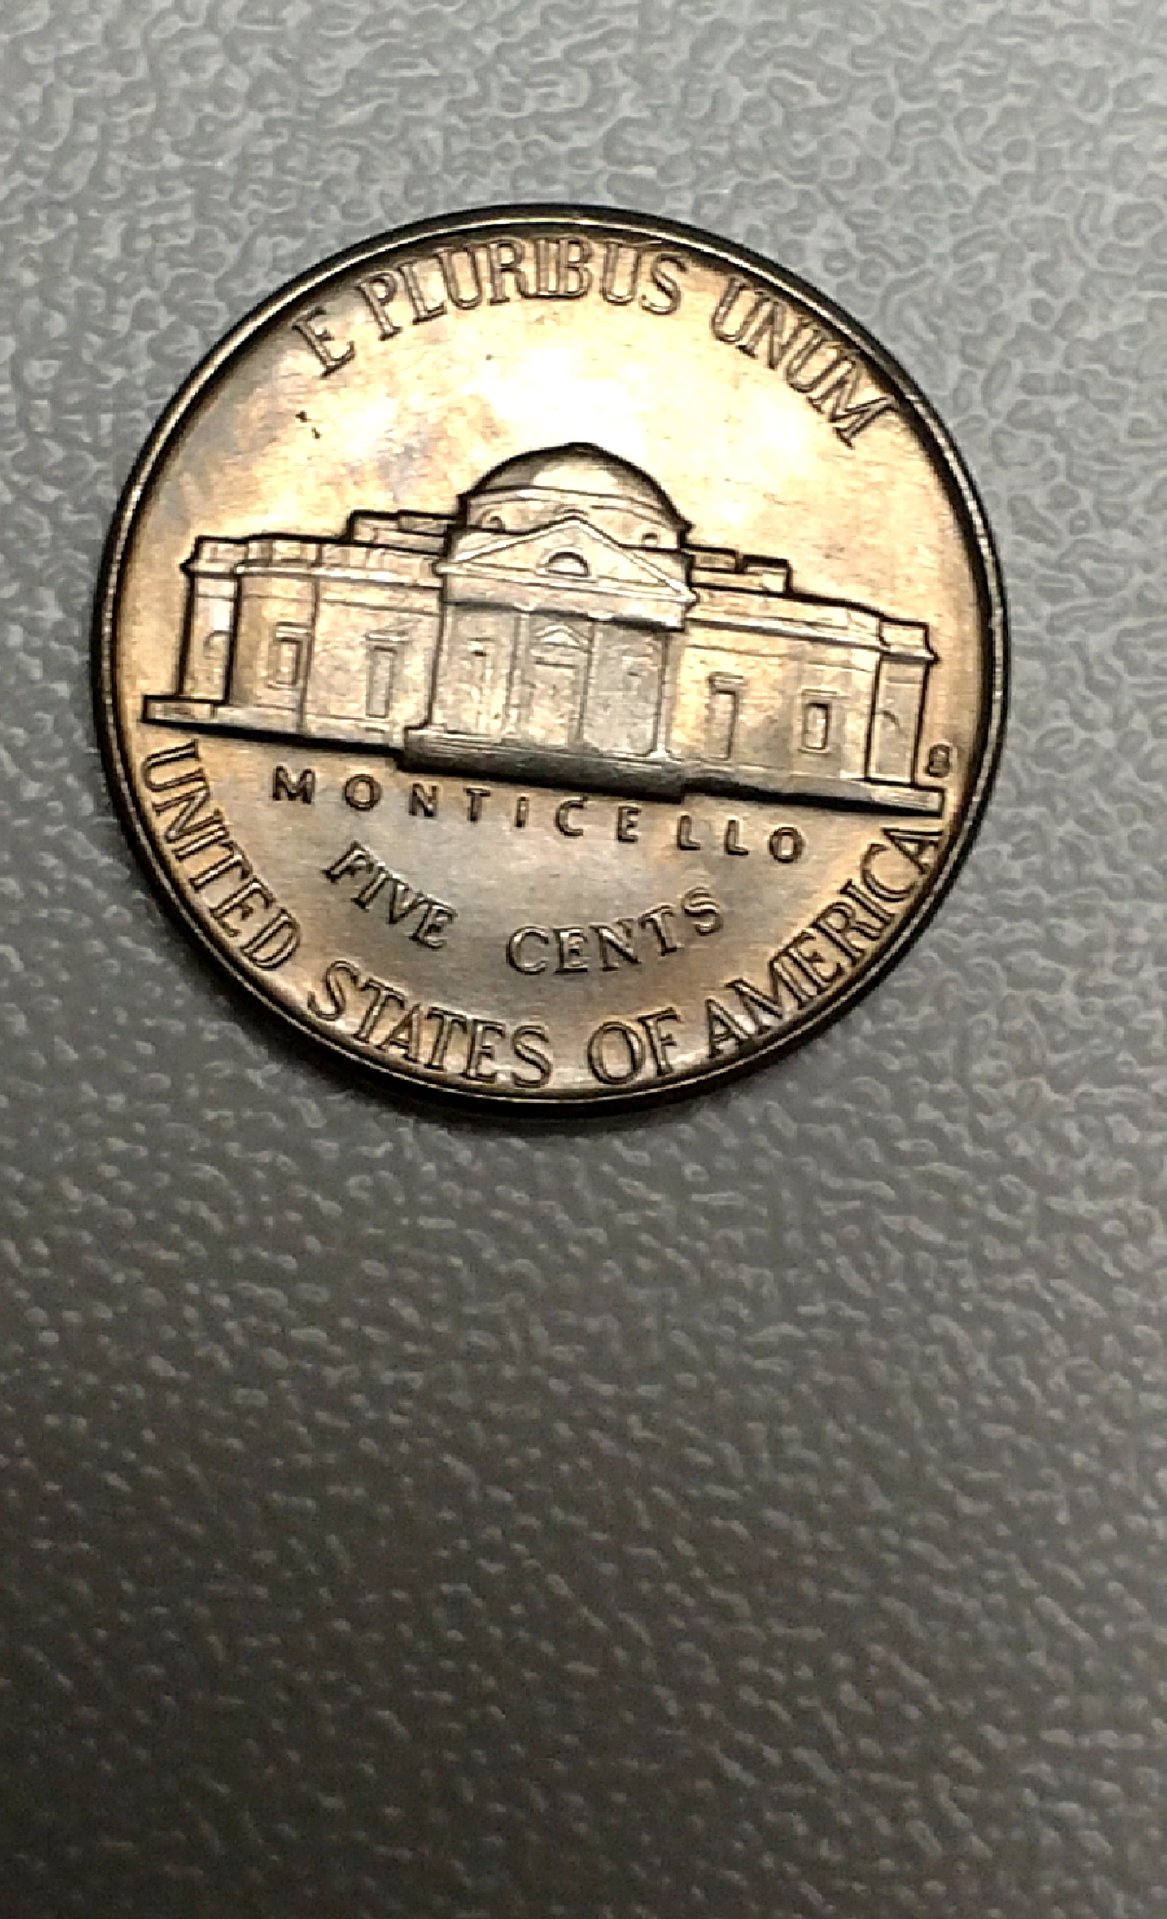 E PLURIBUS UNUM
S
MONTICELLO
FIVE CENTS
UNITED STATES OF AMERICA